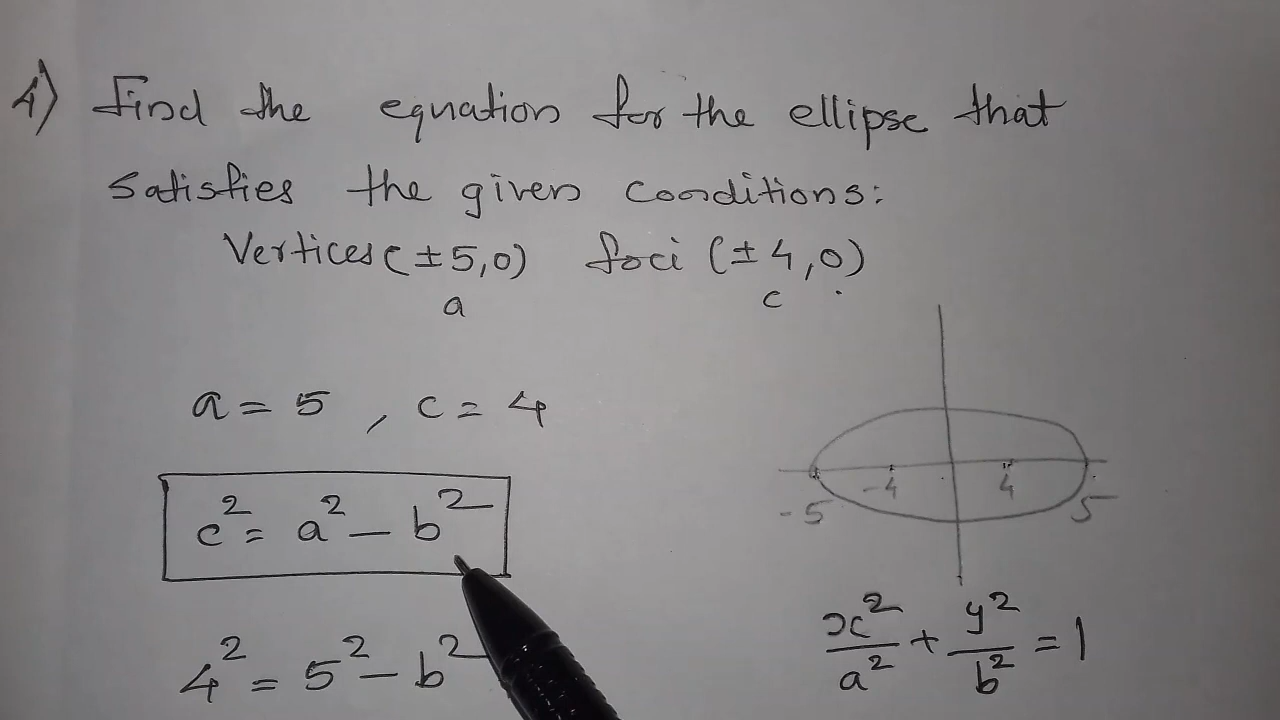 4) Find the equation for the ellipse that
satisfies the given conditions:
Vertices (±5,0) foci (±4,0)
a c
a = 5 , c = 4
c² = a² − b²
4² = 5² − b²
-5 -4 4 5
x²/a² + y²/b² = 1